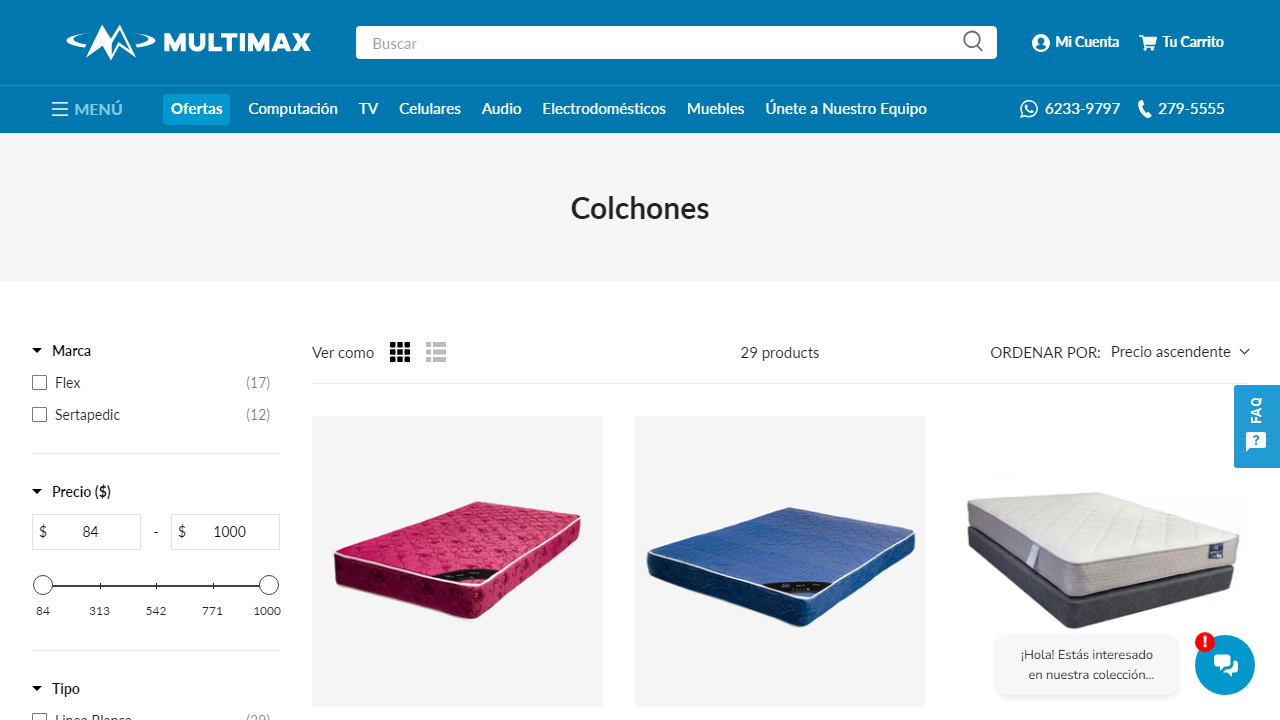 MULTIMAX
Buscar
Mi Cuenta
Tu Carrito
MENÚ
Ofertas
Computación
TV
Celulares
Audio
Electrodomésticos
Muebles
Únete a Nuestro Equipo
6233-9797
279-5555
Colchones
Marca
Flex (17)
Sertapedic (12)
Precio ($)
$ 84 - $ 1000
84 313 542 771 1000
Tipo
Linea Blanca (29)
Ver como
29 products
ORDENAR POR: Precio ascendente
FAQ
¡Hola! Estás interesado
en nuestra colección...